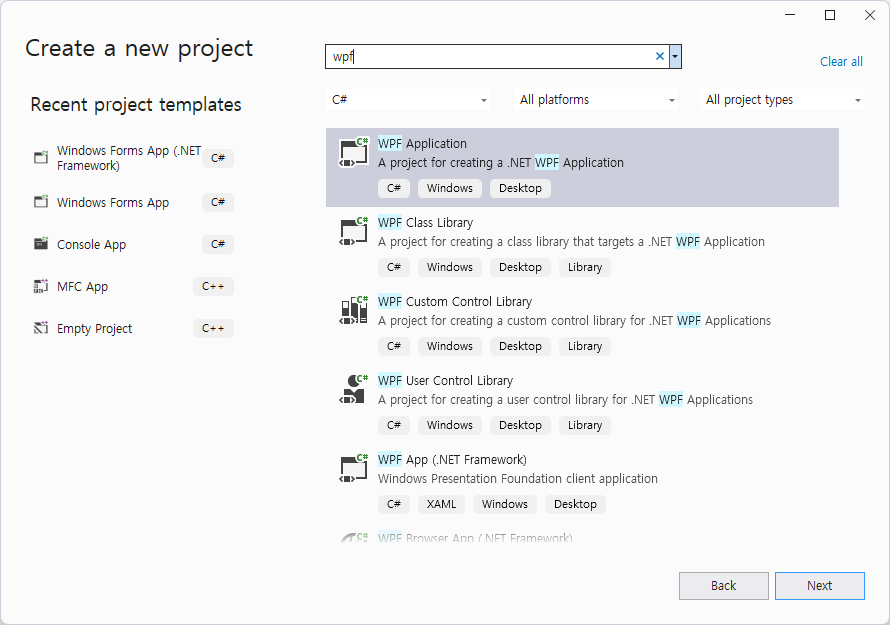 Create a new project
wpf
Clear all
C#
All platforms
All project types
Recent project templates
Windows Forms App (.NET
Framework)
C#
Windows Forms App
C#
Console App
C#
MFC App
C++
Empty Project
C++
C#
WPF Application
A project for creating a .NET WPF Application
C# Windows Desktop
C#
WPF Class Library
A project for creating a class library that targets a .NET WPF Application
C# Windows Desktop Library
C#
WPF Custom Control Library
A project for creating a custom control library for .NET WPF Applications
C# Windows Desktop Library
C#
WPF User Control Library
A project for creating a user control library for .NET WPF Applications
C# Windows Desktop Library
C#
WPF App (.NET Framework)
Windows Presentation Foundation client application
C# XAML Windows Desktop
C#
WPF Browser App (.NET Framework)
Back
Next